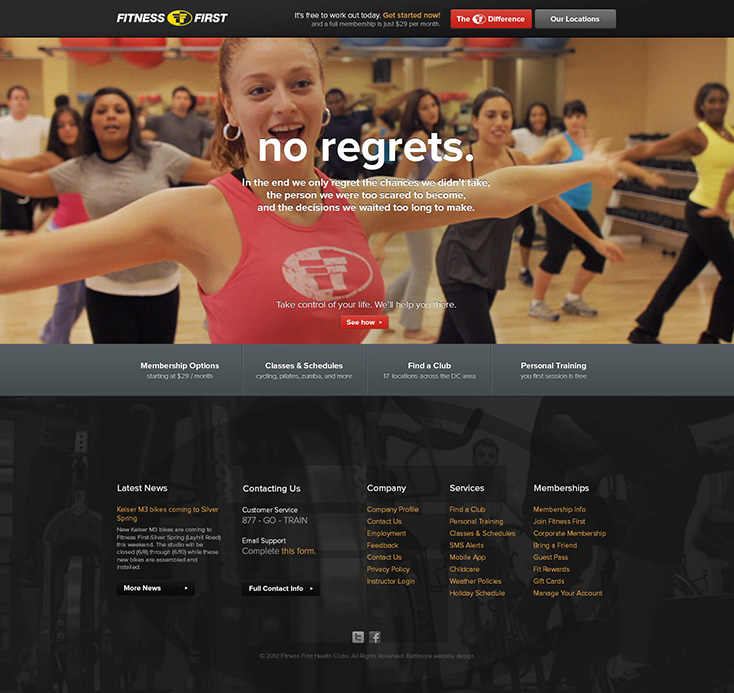 FITNESS FF FIRST
It's free to work out today. Get started now!
and a full membership is just $29 per month.
The FF Difference
Our Locations
no regrets.
In the end we only regret the chances we didn't take,
the person we were too scared to become,
and the decisions we waited too long to make.
Take control of your life. We'll help you there.
See how
Membership Options
starting at $29 / month
Classes & Schedules
cycling, pilates, zumba, and more
Find a Club
17 locations across the DC area
Personal Training
you first session is free
Latest News
Keiser M3 bikes coming to Silver
Spring
New Keiser M3 bikes are coming to
Fitness First-Silver Spring (Layhill Road)
this weekend. The studio will be
closed (6/8) through (6/10) while these
new bikes are assembled and
installed.
More News
Contacting Us
Customer Service
877 - GO - TRAIN
Email Support
Complete this form.
Full Contact Info
Company
Company Profile
Contact Us
Employment
Feedback
Contact Us
Privacy Policy
Instructor Login
Services
Find a Club
Personal Training
Classes & Schedules
SMS Alerts
Mobile App
Childcare
Weather Policies
Holiday Schedule
Memberships
Membership Info
Join Fitness First
Corporate Membership
Bring a Friend
Guest Pass
Fit Rewards
Gift Cards
Manage Your Account
© 2012 Fitness First Health Clubs. All Rights Reserved. Baltimore website design